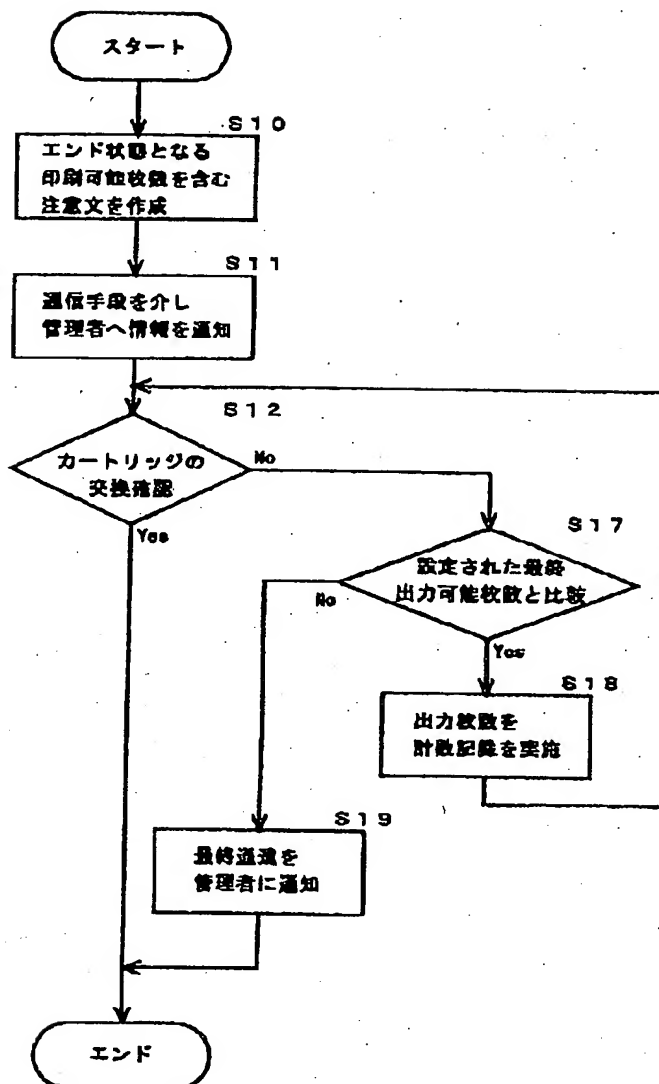 スタート
S10
エンド状態となる
印刷可能枚数を含む
注意文を作成
S11
通信手段を介し
管理者へ情報を通知
S12
カートリッジの
交換確認
No
Yes
S17
設定された最終
出力可能枚数と比較
No
Yes
S18
出力枚数を
計数記録を実施
S19
最終
管理者に通知
エンド